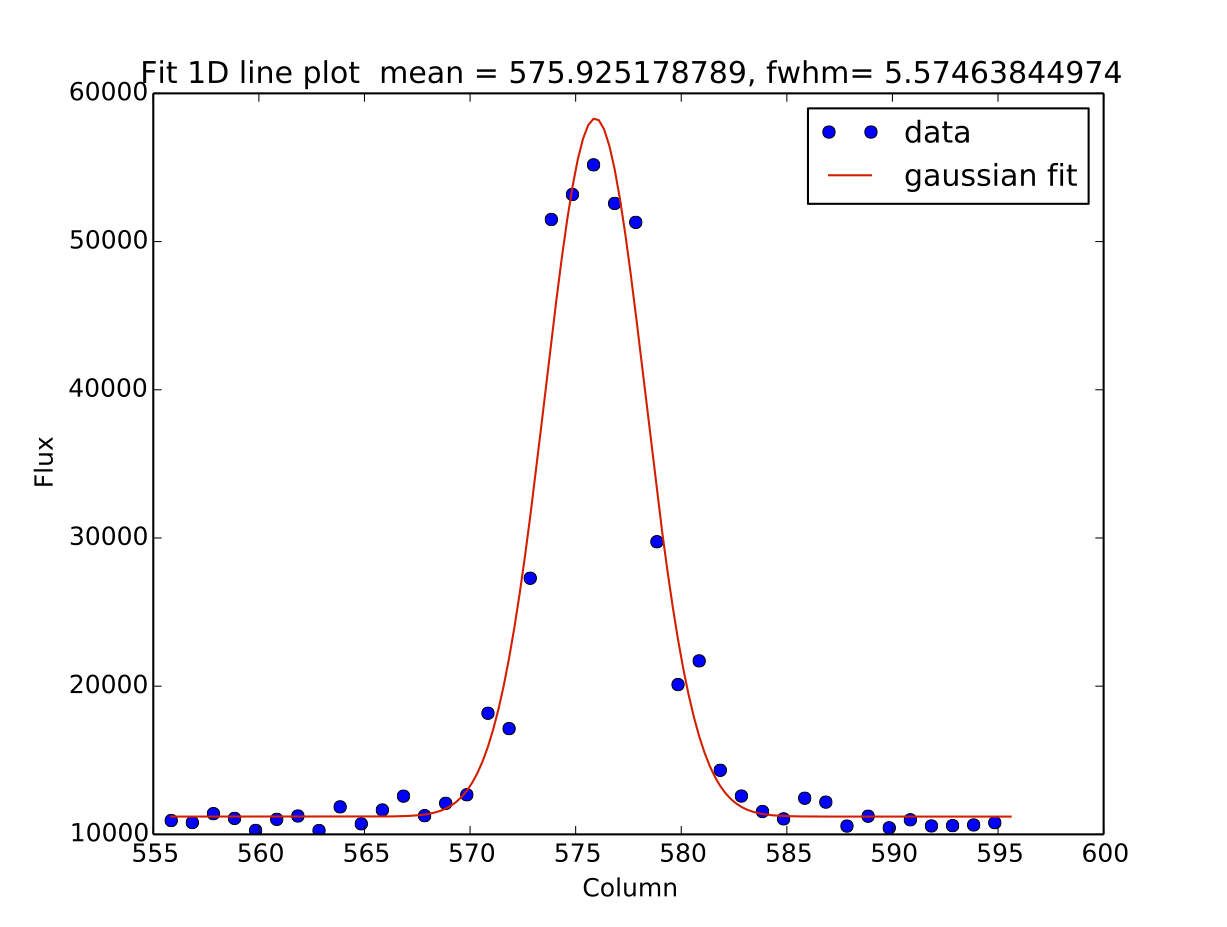 Fit 1D line plot  mean = 575.925178789, fwhm= 5.57463844974
data
gaussian fit
60000
50000
40000
30000
20000
10000
Flux
555 560 565 570 575 580 585 590 595 600
Column